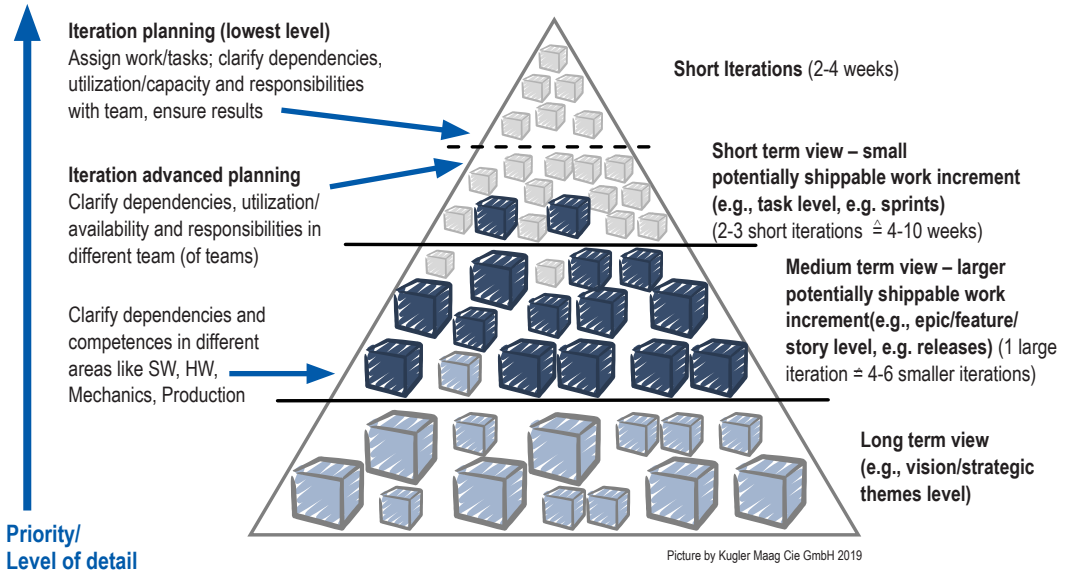 Iteration planning (lowest level)
Assign work/tasks; clarify dependencies,
utilization/capacity and responsibilities
with team, ensure results
Short Iterations (2-4 weeks)
Iteration advanced planning
Clarify dependencies, utilization/
availability and responsibilities in
different team (of teams)
Short term view – small
potentially shippable work increment
(e.g., task level, e.g. sprints)
(2-3 short iterations ≙ 4-10 weeks)
Clarify dependencies and
competences in different
areas like SW, HW,
Mechanics, Production
Medium term view – larger
potentially shippable work
increment(e.g., epic/feature/
story level, e.g. releases) (1 large
iteration ≙ 4-6 smaller iterations)
Long term view
(e.g., vision/strategic
themes level)
Priority/
Level of detail
Picture by Kugler Maag Cie GmbH 2019